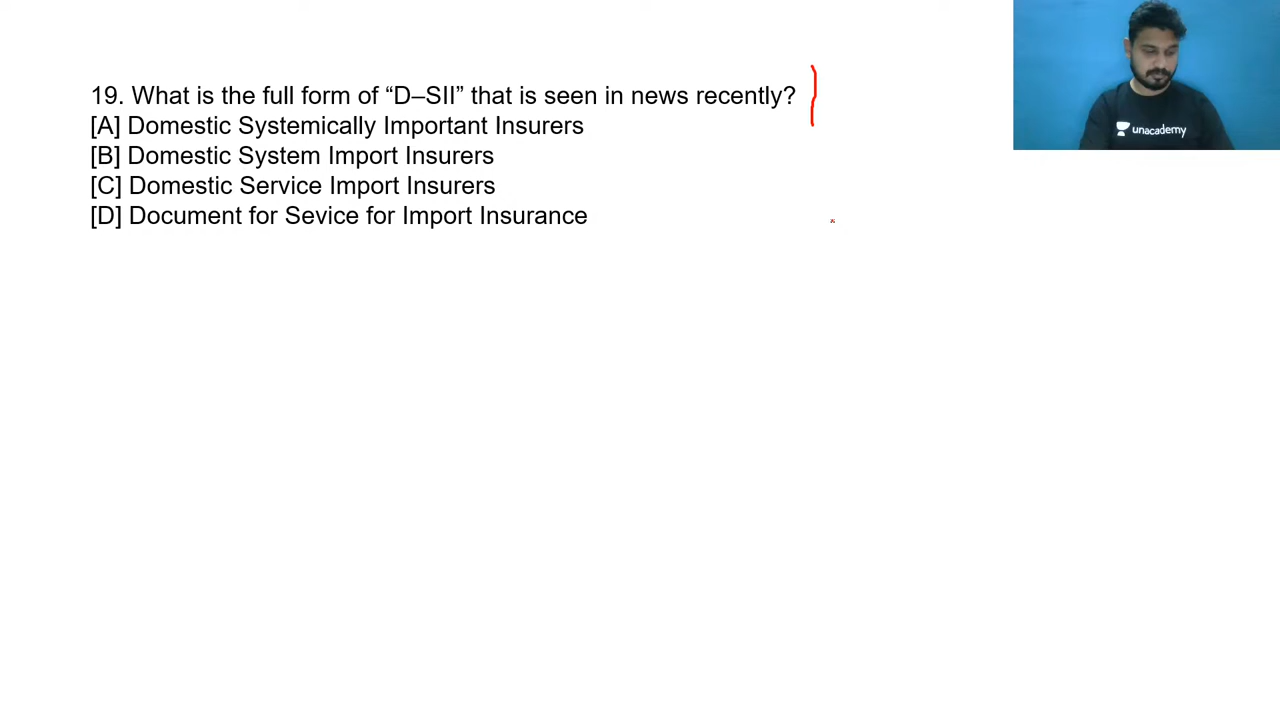 19. What is the full form of “D–SII” that is seen in news recently?
[A] Domestic Systemically Important Insurers
[B] Domestic System Import Insurers
[C] Domestic Service Import Insurers
[D] Document for Sevice for Import Insurance
unacademy